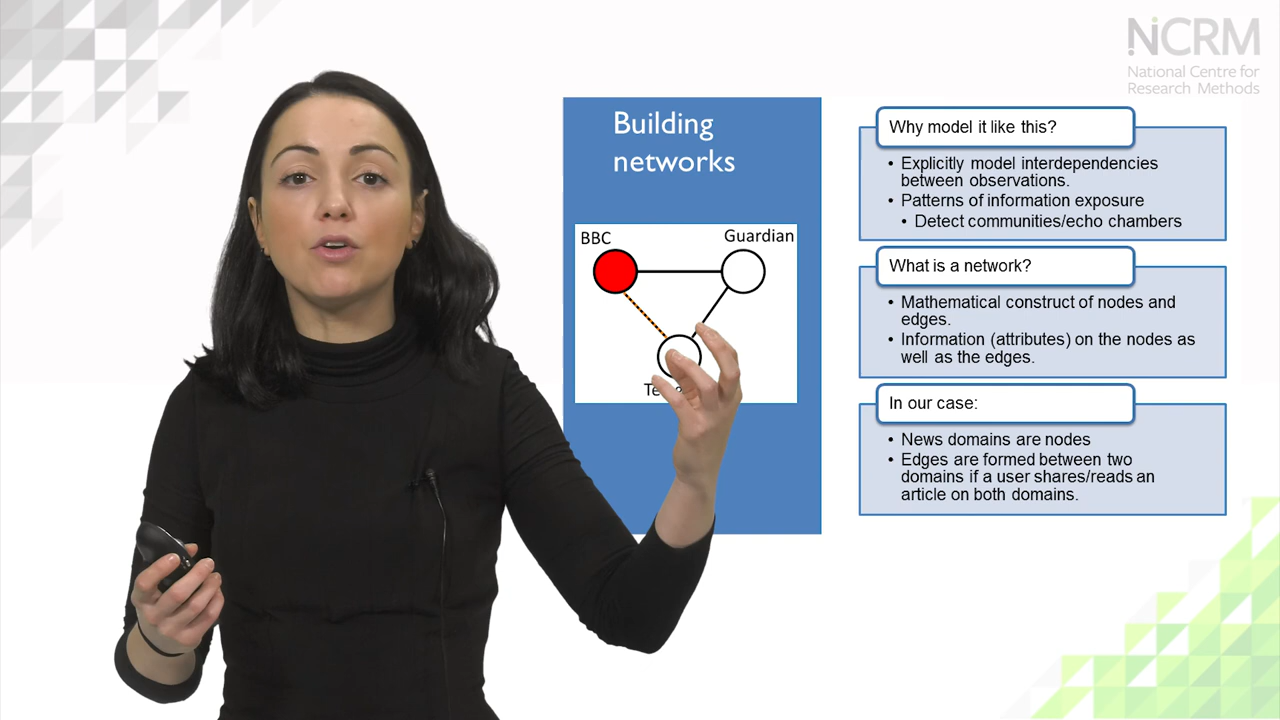 NCRM
National Centre for
Research Methods
Building
networks
BBC
Guardian
Why model it like this?
• Explicitly model interdependencies
between observations.
• Patterns of information exposure
• Detect communities/echo chambers
What is a network?
• Mathematical construct of nodes and
edges.
• Information (attributes) on the nodes as
well as the edges.
In our case:
• News domains are nodes
• Edges are formed between two
domains if a user shares/reads an
article on both domains.